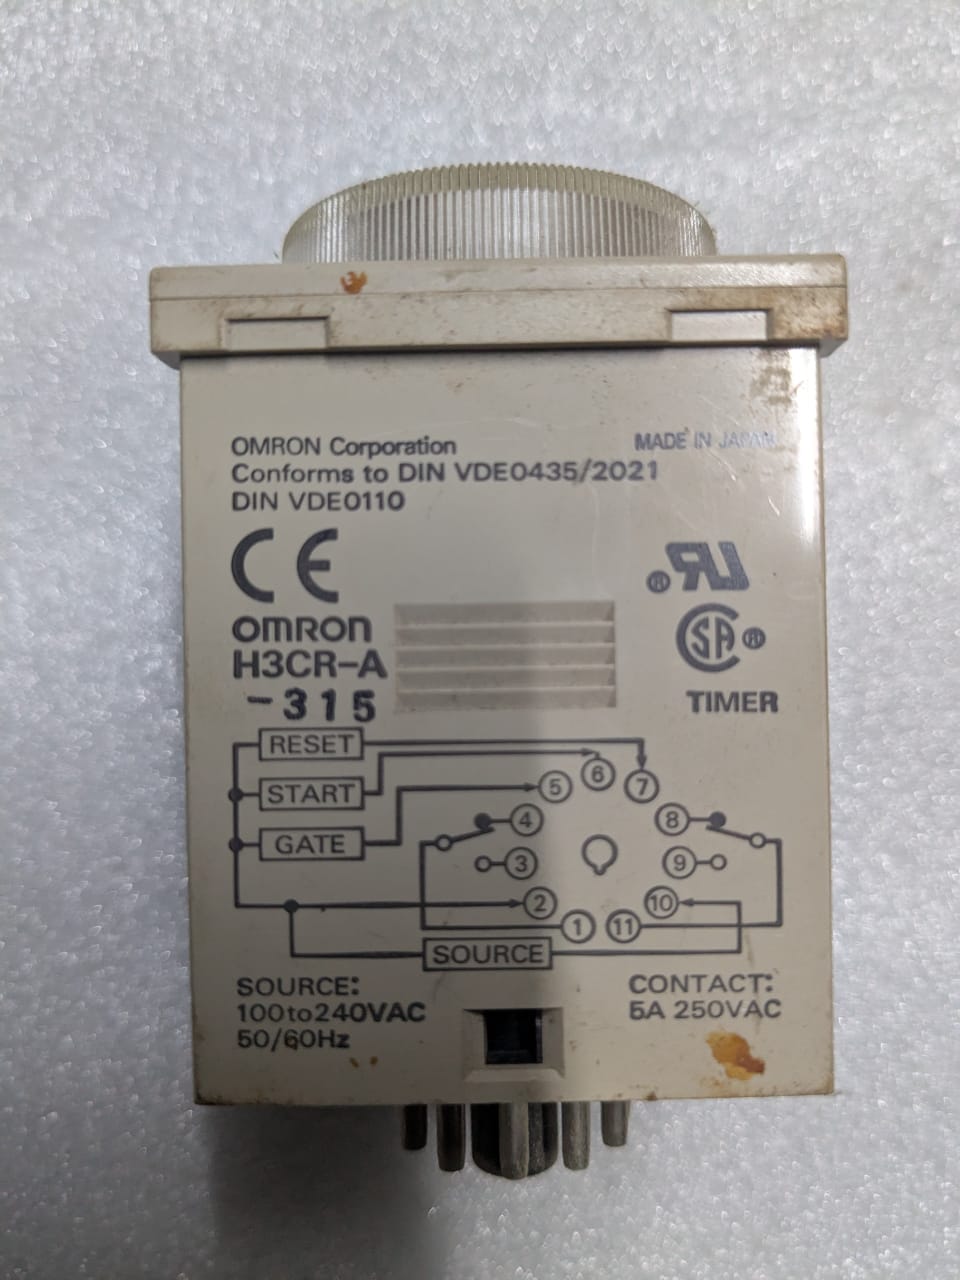 OMRON Corporation MADE IN JAPAN
Conforms to DIN VDE0435/2021
DIN VDE0110
CE
® RU
OMRON
SA ®
H3CR-A
-315
TIMER
RESET
START
GATE
6
5 7
4 8
3 9
2 10
1 11
SOURCE
SOURCE:
100to240VAC
50/60Hz
CONTACT:
5A 250VAC